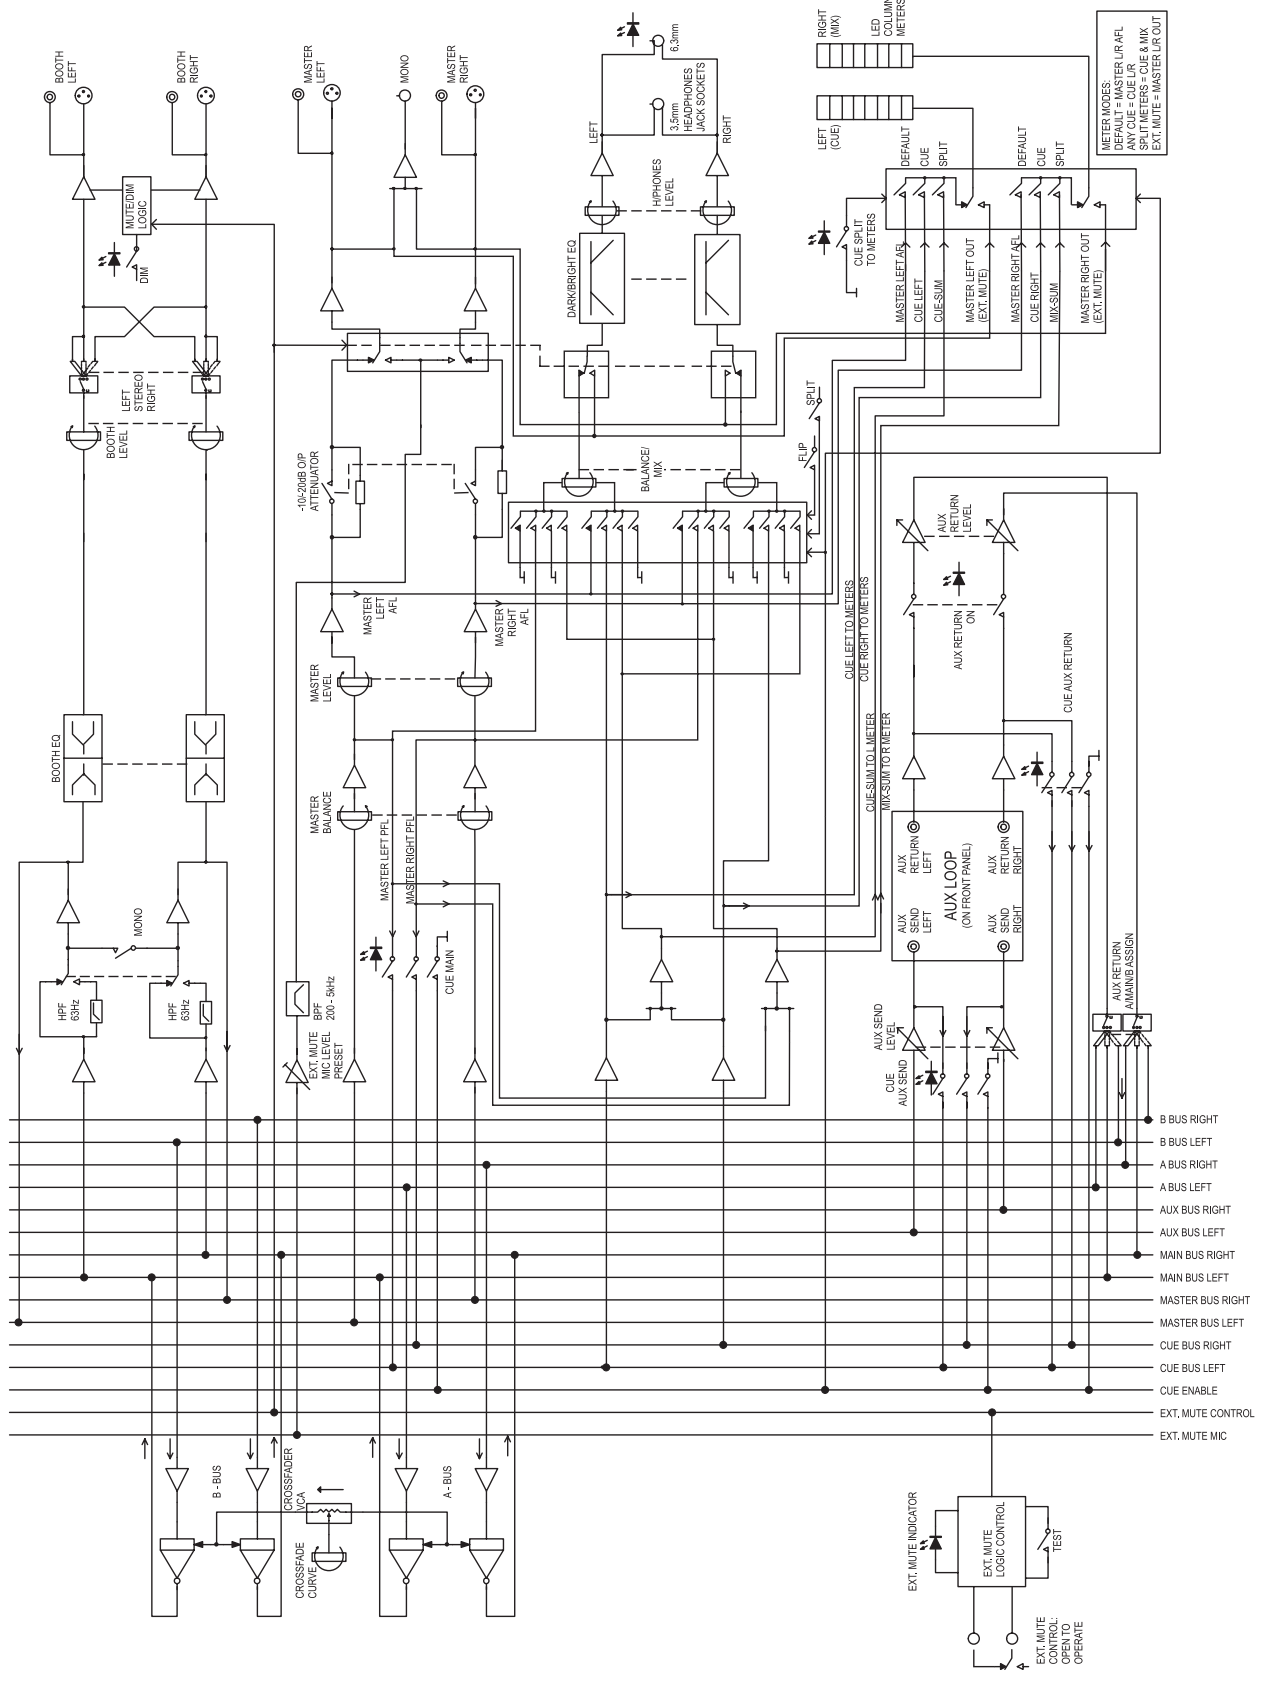 BOOTH
LEFT
BOOTH
RIGHT
MASTER
LEFT
MONO
MASTER
RIGHT
6,3mm
3,5mm
HEADPHONES
JACK SOCKETS
LEFT
RIGHT
RIGHT
(MIX)
LED
COLUMN
METERS
LEFT
(CUE)
METER MODES:
DEFAULT = MASTER L/R AFL
ANY CUE = CUE L/R
SPLIT METERS = CUE & MIX
EXT. MUTE = MASTER L/R OUT
MUTE/DIM
LOGIC
DIM
H/PHONES
LEVEL
DARK/BRIGHT EQ
CUE SPLIT
TO METERS
DEFAULT
CUE
SPLIT
DEFAULT
CUE
SPLIT
MASTER LEFT AFL
CUE LEFT
CUE-SUM
MASTER LEFT OUT
(EXT. MUTE)
MASTER RIGHT AFL
CUE RIGHT
MIX-SUM
MASTER RIGHT OUT
(EXT. MUTE)
LEFT
STEREO
RIGHT
BOOTH
LEVEL
-10/-20dB O/P
ATTENUATOR
BALANCE/
MIX
FLIP
SPLIT
MASTER
LEFT
AFL
MASTER
RIGHT
AFL
MASTER
LEVEL
AUX
RETURN
LEVEL
AUX RETURN
ON
CUE LEFT TO METERS
CUE RIGHT TO METERS
CUE AUX RETURN
BOOTH EQ
MASTER
BALANCE
MASTER LEFT PFL
MASTER RIGHT PFL
CUE-SUM TO L METER
MIX-SUM TO R METER
AUX
RETURN
LEFT
AUX
RETURN
RIGHT
AUX LOOP
(ON FRONT PANEL)
AUX
SEND
LEFT
AUX
SEND
RIGHT
MONO
HPF
63Hz
HPF
63Hz
BPF
200 - 5kHz
EXT. MUTE
MIC LEVEL
PRESET
CUE MAIN
AUX SEND
LEVEL
CUE
AUX SEND
AUX RETURN
A/MAIN/B ASSIGN
B BUS RIGHT
B BUS LEFT
A BUS RIGHT
A BUS LEFT
AUX BUS RIGHT
AUX BUS LEFT
MAIN BUS RIGHT
MAIN BUS LEFT
MASTER BUS RIGHT
MASTER BUS LEFT
CUE BUS RIGHT
CUE BUS LEFT
CUE ENABLE
EXT. MUTE CONTROL
EXT. MUTE MIC
B - BUS
CROSSFADER
VCA
A - BUS
CROSSFADE
CURVE
EXT. MUTE INDICATOR
EXT. MUTE
LOGIC CONTROL
TEST
EXT. MUTE
CONTROL:
OPEN TO
OPERATE